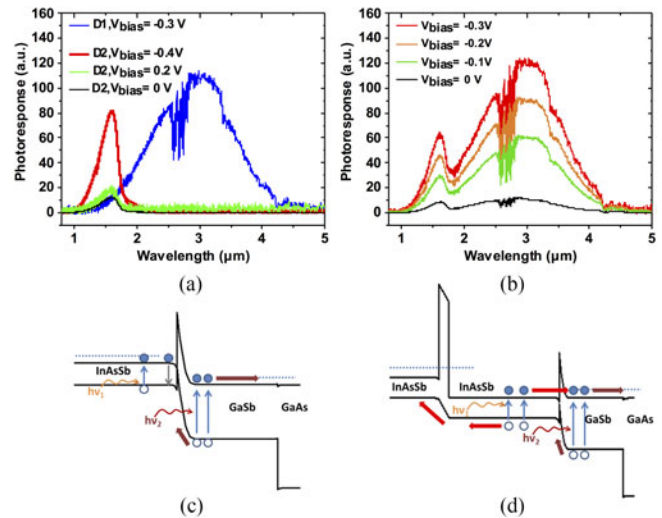 D1,Vbias= -0.3 V
D2,Vbias= -0.4V
D2,Vbias= 0.2 V
D2,Vbias= 0 V
Photoresponse (a.u.)
160
140
120
100
80
60
40
20
0
1 2 3 4 5
Wavelength (µm)
(a)
Vbias= -0.3V
Vbias= -0.2V
Vbias= -0.1V
Vbias= 0 V
Photoresponse (a.u.)
160
140
120
100
80
60
40
20
0
1 2 3 4 5
Wavelength (µm)
(b)
InAsSb
hν1
hν2
GaSb
GaAs
(c)
InAsSb
InAsSb
hν
hν2
GaSb
GaAs
(d)